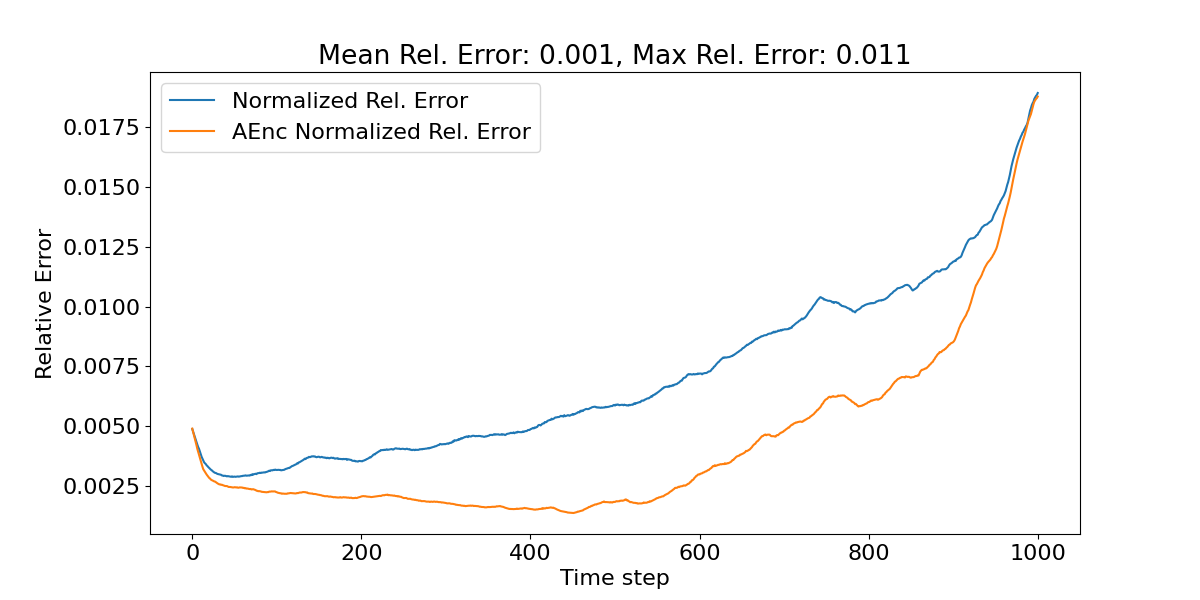 Mean Rel. Error: 0.001, Max Rel. Error: 0.011
Normalized Rel. Error
AEnc Normalized Rel. Error
Relative Error
0.0175
0.0150
0.0125
0.0100
0.0075
0.0050
0.0025
0 200 400 600 800 1000
Time step